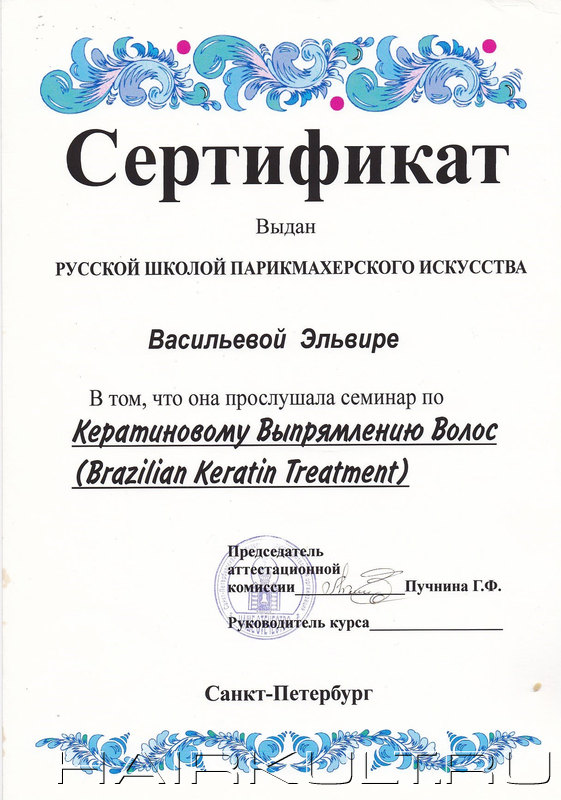 Сертификат
Выдан
РУССКОЙ ШКОЛОЙ ПАРИКМАХЕРСКОГО ИСКУССТВА
Васильевой Эльвире
В том, что она прослушала семинар по
Кератиновому Выпрямлению Волос
(Brazilian Keratin Treatment)
Председатель
аттестационной
комиссии Пучнина Г.Ф.
Руководитель курса
Санкт-Петербург
HAIRKULT.RU